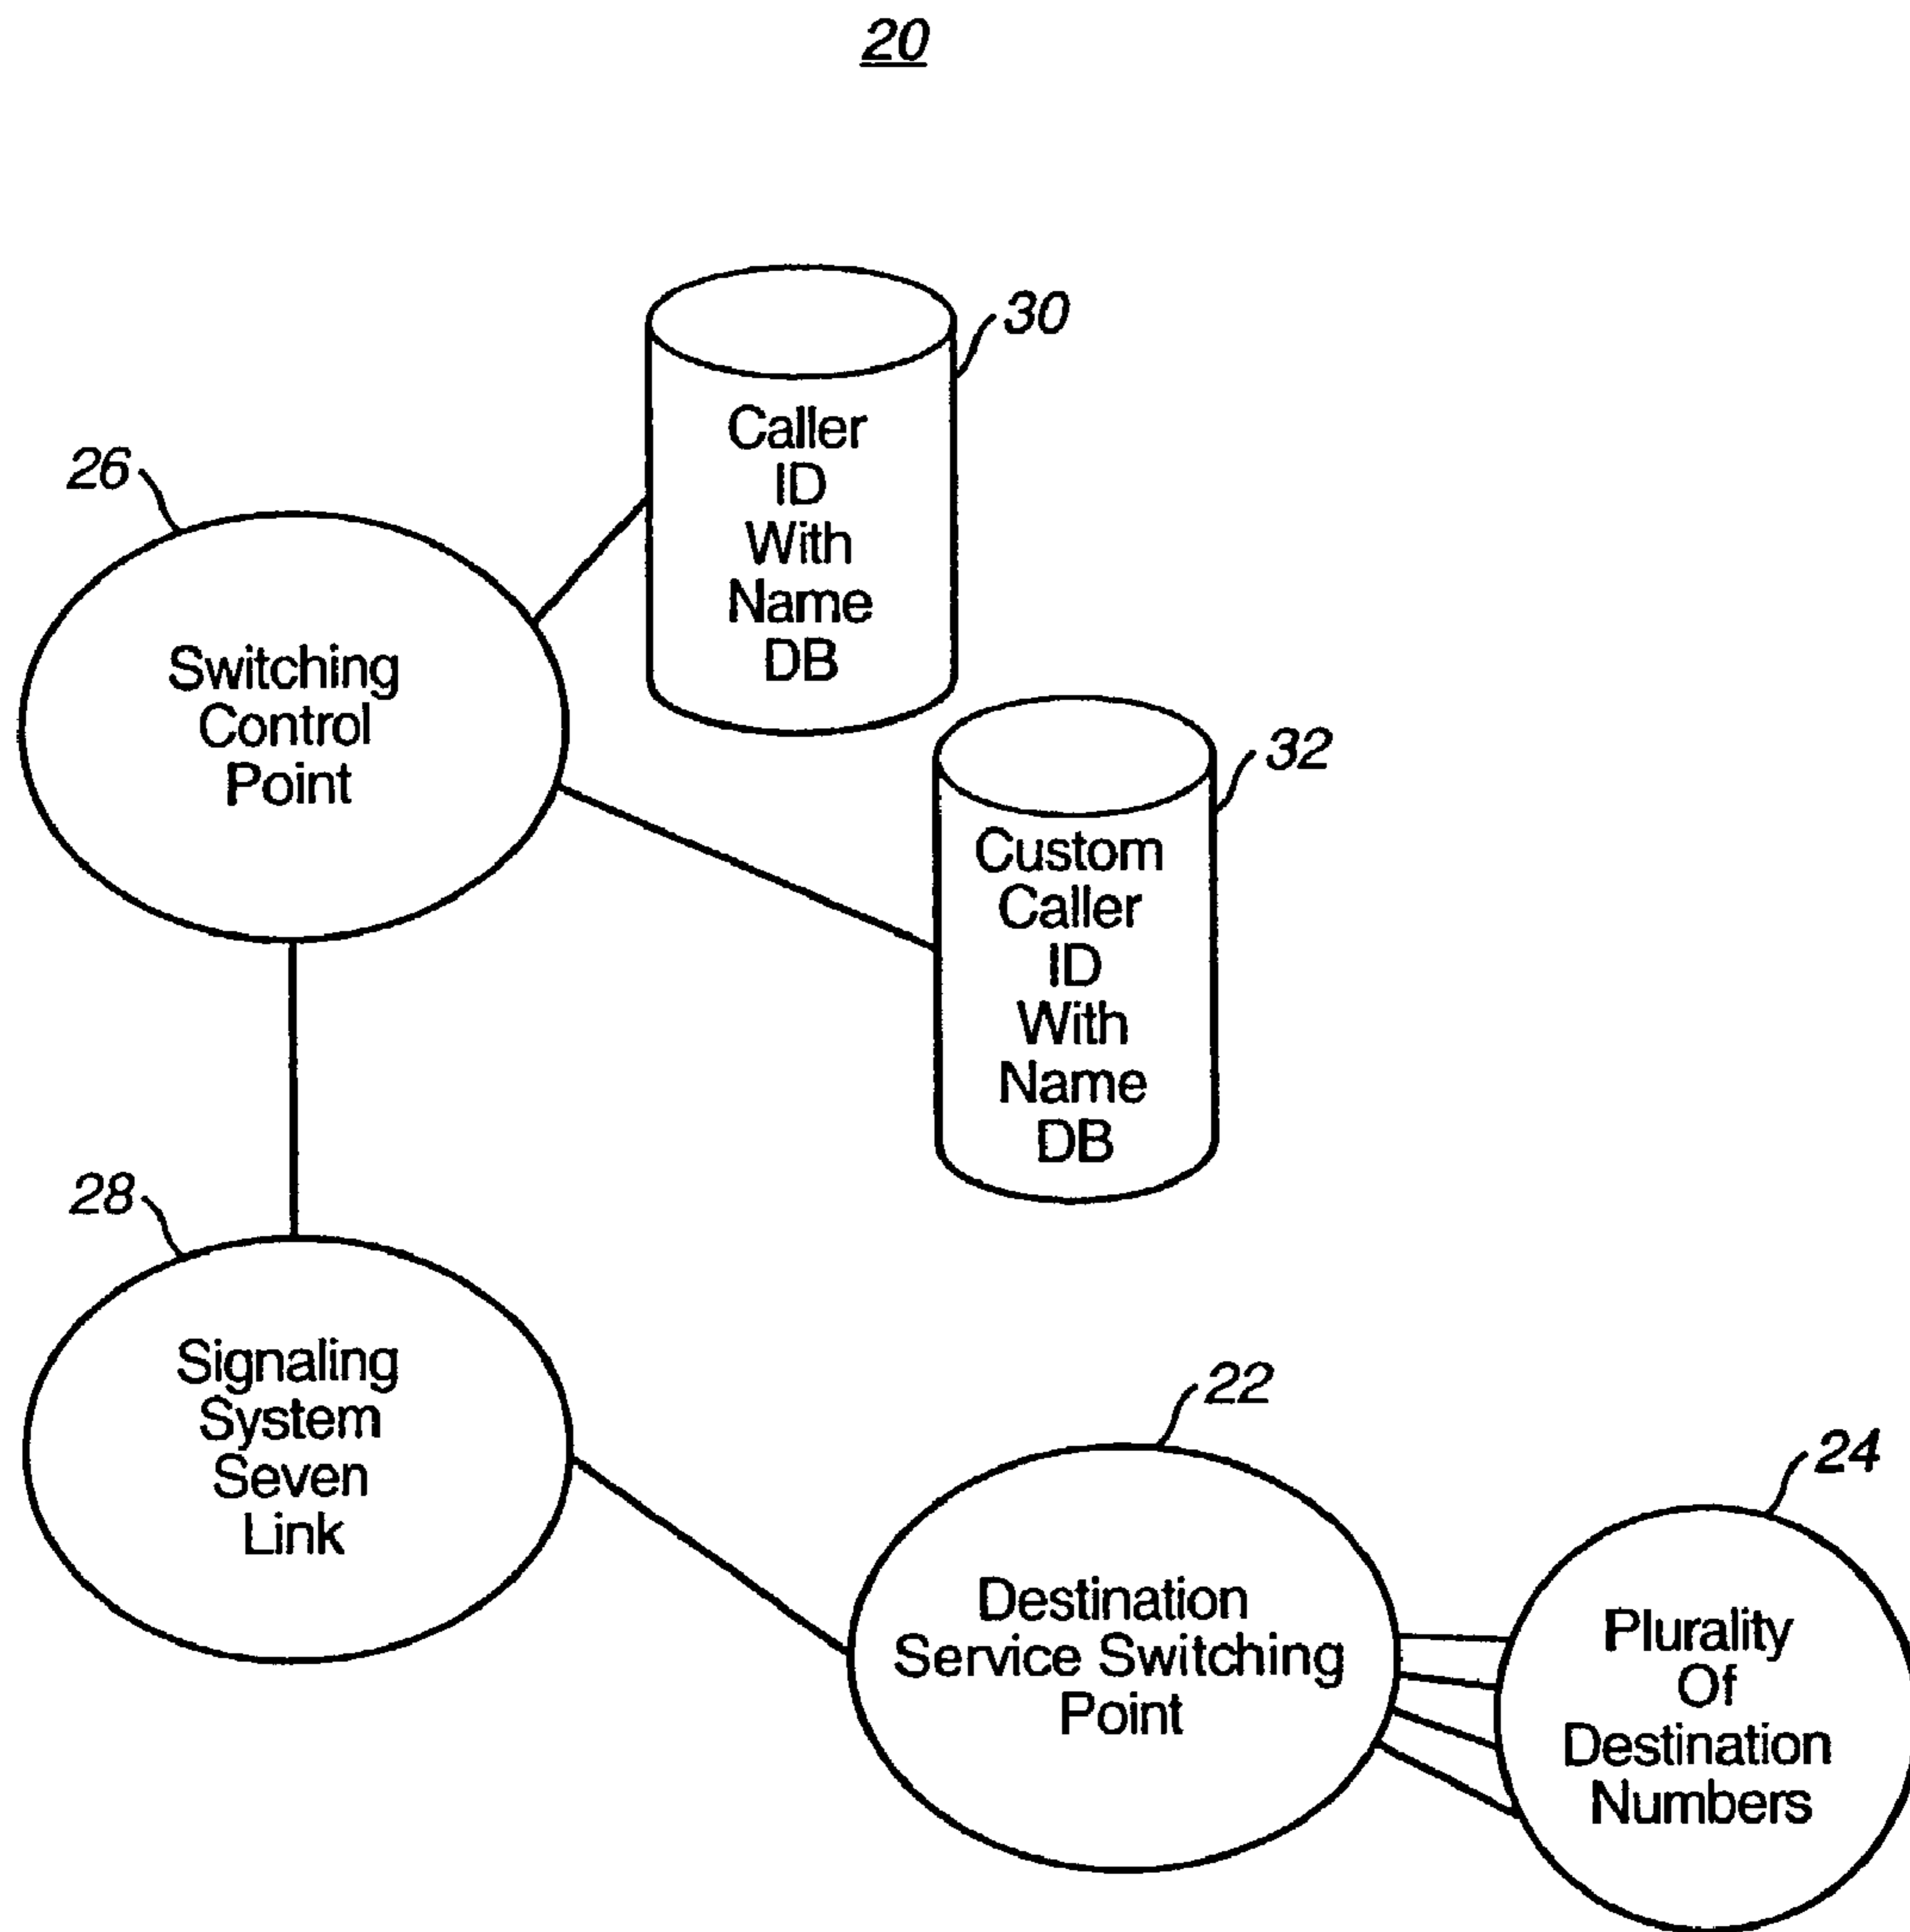 20
30
Caller
ID
With
Name
DB
26
Switching
Control
Point
32
Custom
Caller
ID
With
Name
DB
28
Signaling
System
Seven
Link
22
Destination
Service Switching
Point
24
Plurality
Of
Destination
Numbers